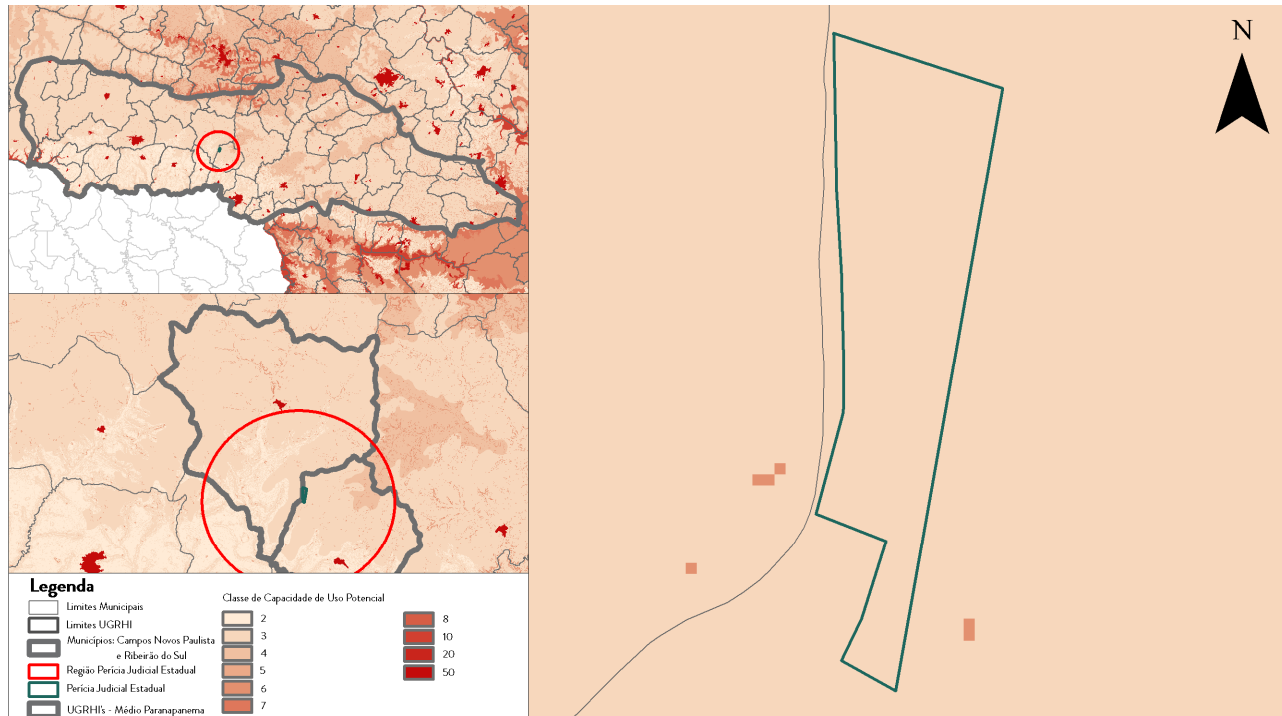 N
Legenda
Limites Municipais
Limites UGRHI
Municípios: Campos Novos Paulista
e Ribeirão do Sul
Região Perícia Judicial Estadual
Perícia Judicial Estadual
UGRHI's - Médio Paranapanema
Classe de Capacidade de Uso Potencial
2
3
4
5
6
7
8
10
20
50